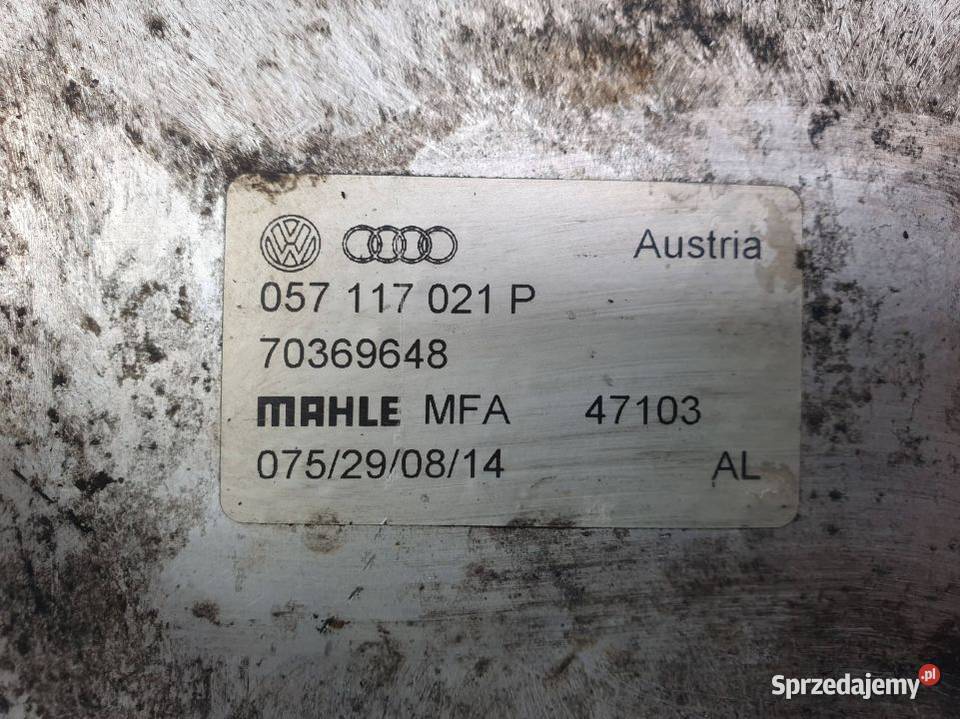 Austria
057 117 021 P
70369648
MAHLE MFA 47103
075/29/08/14 AL
Sprzedajemy.pl